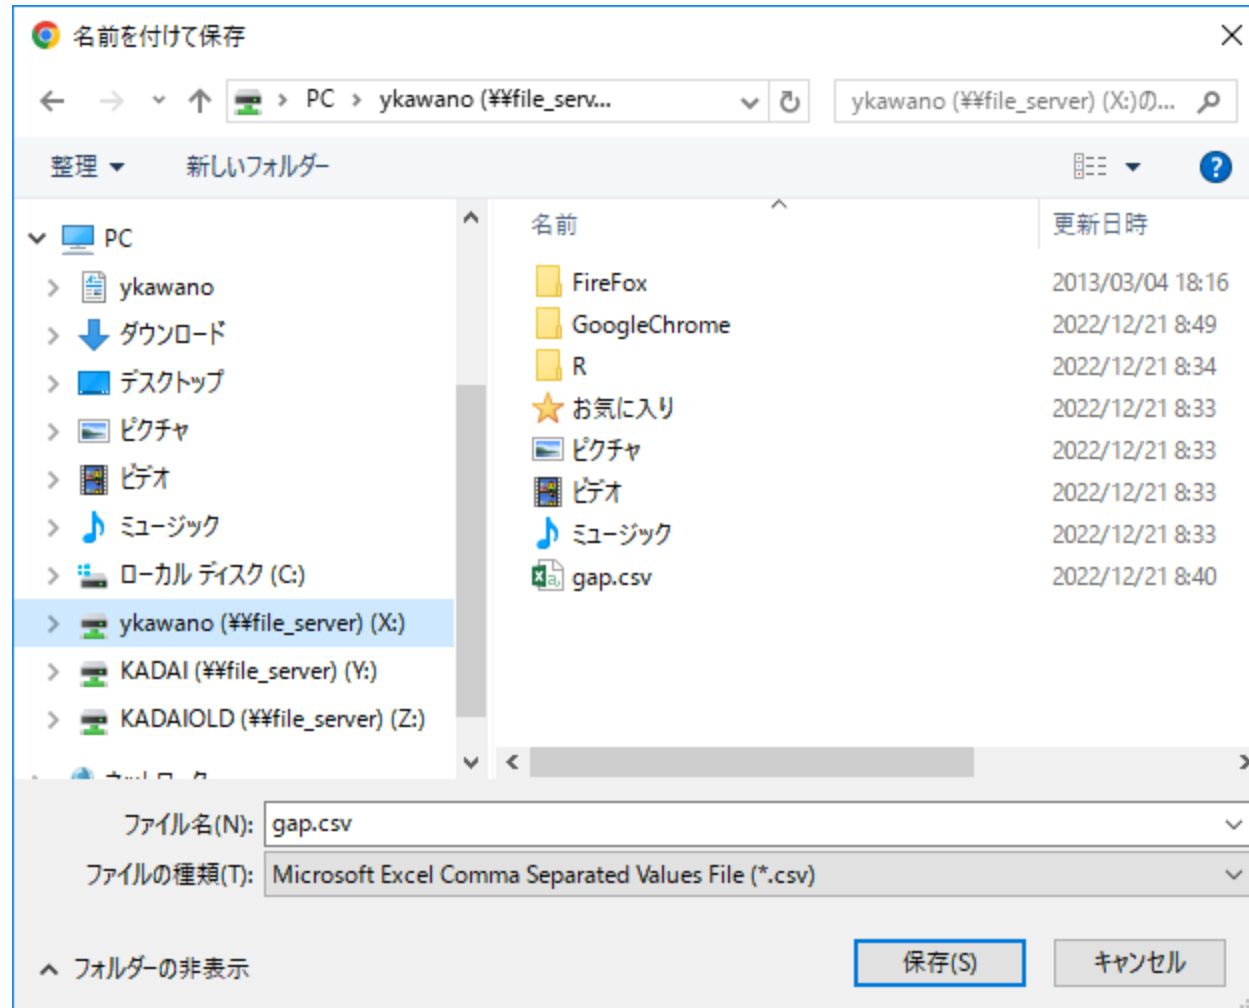 名前を付けて保存
PC ykawano (¥¥file_serv...
ykawano (¥¥file_server) (X:)の...
整理
新しいフォルダー
PC
ykawano
ダウンロード
デスクトップ
ピクチャ
ビデオ
ミュージック
ローカル ディスク (C:)
ykawano (¥¥file_server) (X:)
KADAI (¥¥file_server) (Y:)
KADAIOLD (¥¥file_server) (Z:)
名前 更新日時
FireFox 2013/03/04 18:16
GoogleChrome 2022/12/21 8:49
R 2022/12/21 8:34
お気に入り 2022/12/21 8:33
ピクチャ 2022/12/21 8:33
ビデオ 2022/12/21 8:33
ミュージック 2022/12/21 8:33
gap.csv 2022/12/21 8:40
ファイル名(N): gap.csv
ファイルの種類(T): Microsoft Excel Comma Separated Values File (*.csv)
フォルダーの非表示
保存(S)
キャンセル